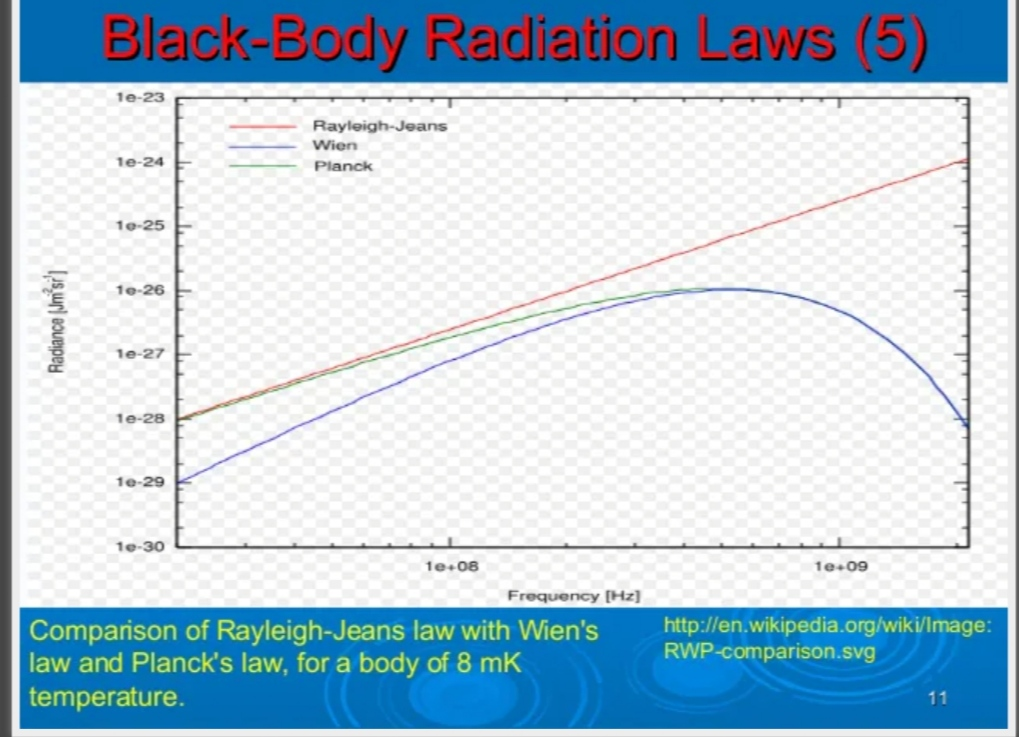 Black-Body Radiation Laws (5)
1e-23
1e-24
1e-25
1e-26
1e-27
1e-28
1e-29
1e-30
Radiance [Jm⁻²sr⁻¹]
Rayleigh-Jeans
Wien
Planck
1e+08
1e+09
Frequency [Hz]
Comparison of Rayleigh-Jeans law with Wien's
law and Planck's law, for a body of 8 mK
temperature.
http://en.wikipedia.org/wiki/Image:
RWP-comparison.svg
11